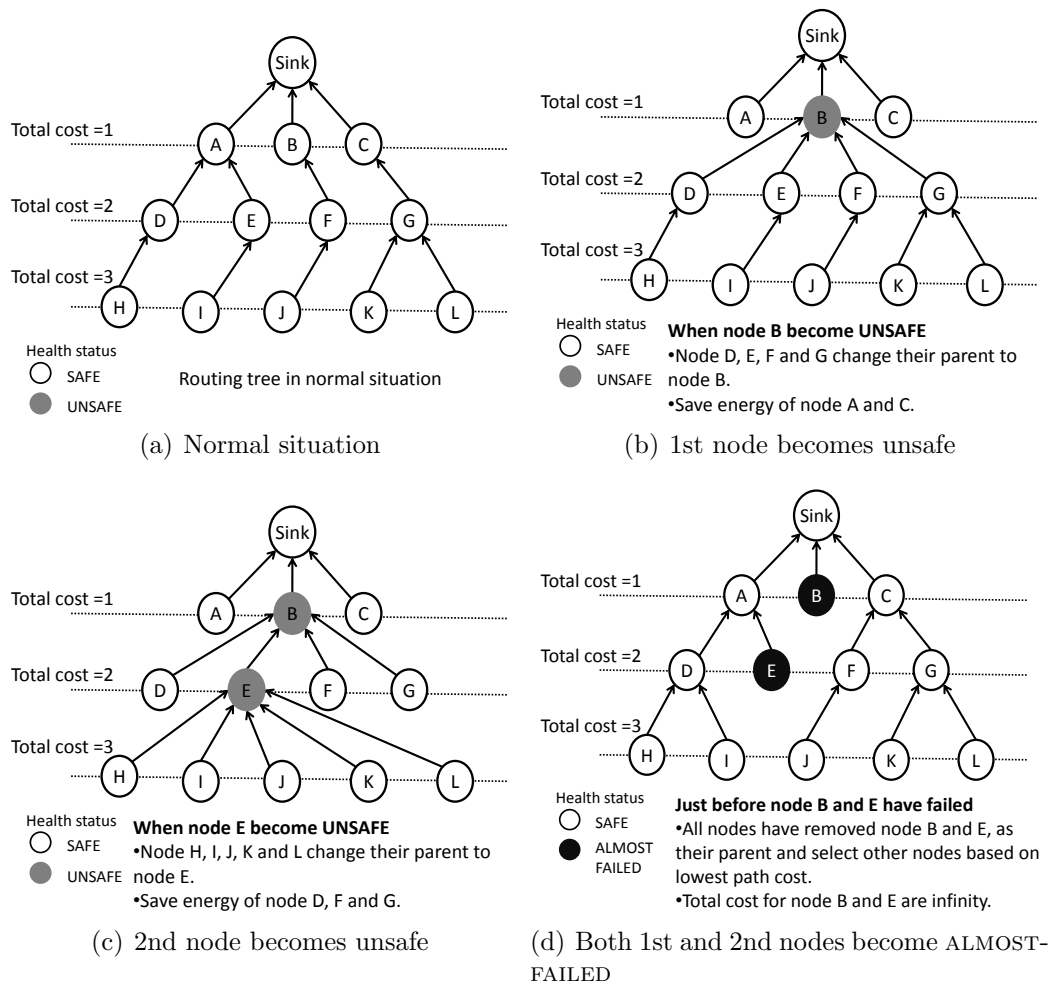 Sink
Total cost =1
A
B
C
Total cost =2
D
E
F
G
Total cost =3
H
I
J
K
L
Health status
SAFE
UNSAFE
Routing tree in normal situation
(a) Normal situation
Sink
Total cost =1
A
B
C
Total cost =2
D
E
F
G
Total cost =3
H
I
J
K
L
Health status
SAFE
UNSAFE
When node B become UNSAFE
•Node D, E, F and G change their parent to
node B.
•Save energy of node A and C.
(b) 1st node becomes unsafe
Sink
Total cost =1
A
B
C
Total cost =2
D
E
F
G
Total cost =3
H
I
J
K
L
Health status
SAFE
UNSAFE
When node E become UNSAFE
•Node H, I, J, K and L change their parent to
node E.
•Save energy of node D, F and G.
(c) 2nd node becomes unsafe
Sink
Total cost =1
A
B
C
Total cost =2
D
E
F
G
Total cost =3
H
I
J
K
L
Health status
SAFE
ALMOST
FAILED
Just before node B and E have failed
•All nodes have removed node B and E, as
their parent and select other nodes based on
lowest path cost.
•Total cost for node B and E are infinity.
(d) Both 1st and 2nd nodes become ALMOST-
FAILED